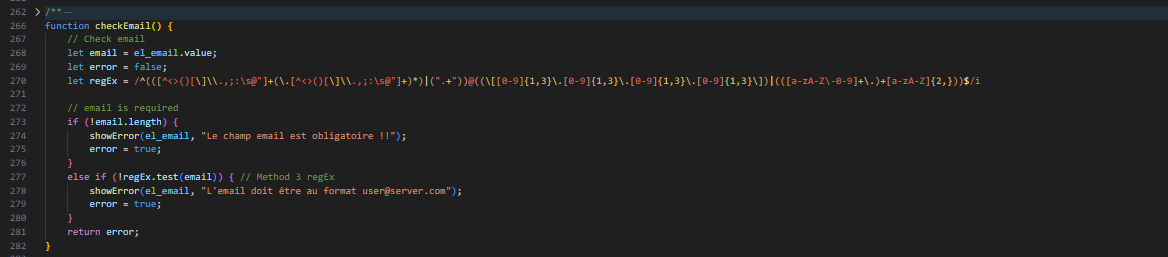 262 > /** ...
266 function checkEmail() {
267 // Check email
268 let email = el_email.value;
269 let error = false;
270 let regEx = /^(([^<>()[\]\\.,;:\s@"]+(\.[^<>()[\]\\.,;:\s@"]+)*)|(".+"))@((\[[0-9]{1,3}\.[0-9]{1,3}\.[0-9]{1,3}\.[0-9]{1,3}\])|(([a-zA-Z\-0-9]+\.)+[a-zA-Z]{2,}))$/i
271
272 // email is required
273 if (!email.length) {
274 showError(el_email, "Le champ email est obligatoire !!");
275 error = true;
276 }
277 else if (!regEx.test(email)) { // Method 3 regEx
278 showError(el_email, "L'email doit être au format user@server.com");
279 error = true;
280 }
281 return error;
282 }